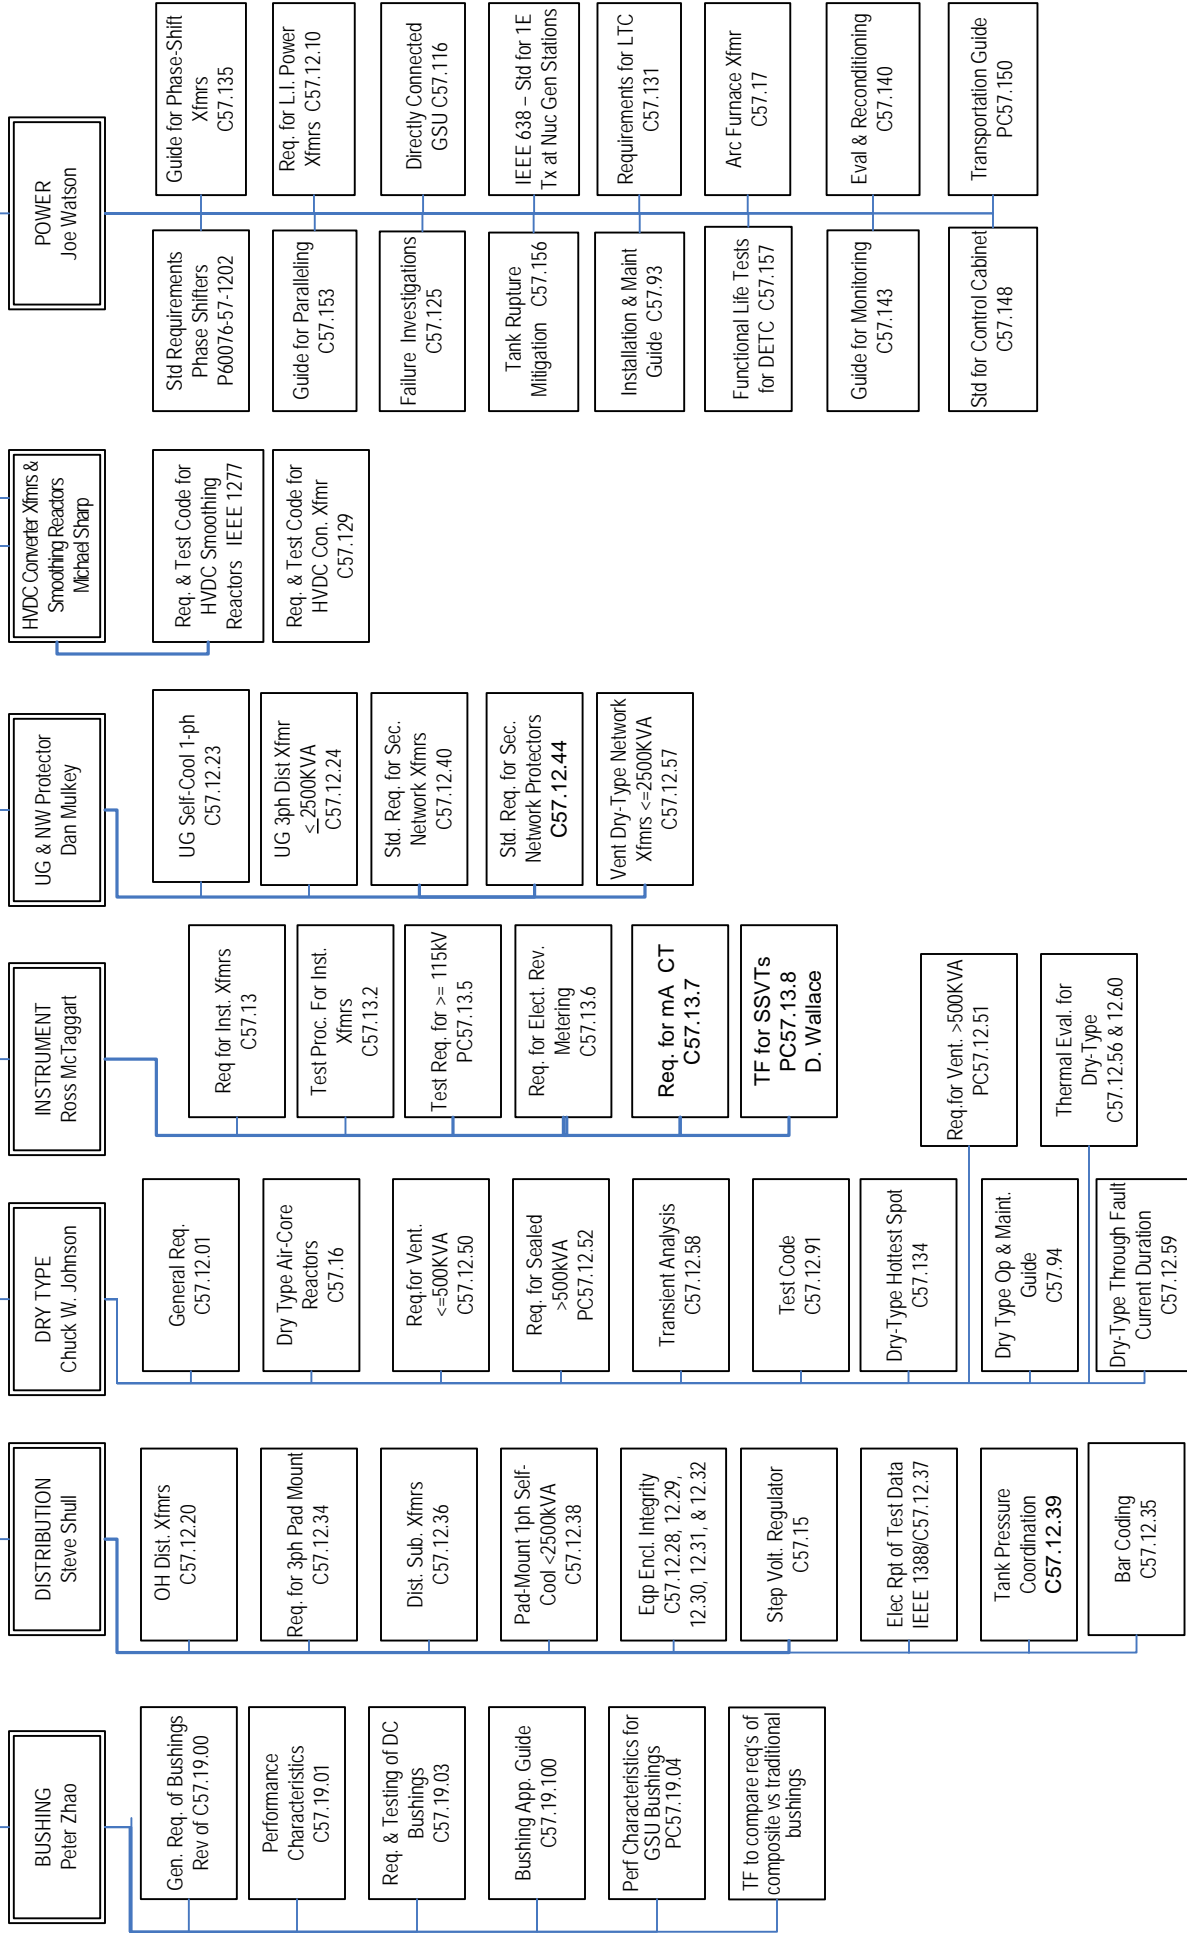 BUSHING
Peter Zhao
Gen. Req. of Bushings
Rev of C57.19.00
Performance
Characteristics
C57.19.01
Req. & Testing of DC
Bushings
C57.19.03
Bushing App. Guide
C57.19.100
Perf Characteristics for
GSU Bushings
PC57.19.04
TF to compare req's of
composite vs traditional
bushings
DISTRIBUTION
Steve Shull
OH Dist. Xfmrs
C57.12.20
Req. for 3ph Pad Mount
C57.12.34
Dist. Sub. Xfmrs
C57.12.36
Pad-Mount 1ph Self-
Cool <2500kVA
C57.12.38
Eqp Encl. Integrity
C57.12.28, 12.29,
12.30, 12.31, & 12.32
Step Volt. Regulator
C57.15
Elec Rpt of Test Data
IEEE 1388/C57.12.37
Tank Pressure
Coordination
C57.12.39
Bar Coding
C57.12.35
DRY TYPE
Chuck W. Johnson
General Req.
C57.12.01
Dry Type Air-Core
Reactors
C57.16
Req.for Vent.
<=500KVA
C57.12.50
Req. for Sealed
>500kVA
PC57.12.52
Transient Analysis
C57.12.58
Test Code
C57.12.91
Dry-Type Hottest Spot
C57.134
Req.for Vent. >500KVA
PC57.12.51
Dry Type Op & Maint.
Guide
C57.94
Thermal Eval. for
Dry-Type
C57.12.56 & 12.60
Dry-Type Through Fault
Current Duration
C57.12.59
INSTRUMENT
Ross McTaggart
Req for Inst. Xfmrs
C57.13
Test Proc. For Inst.
Xfmrs
C57.13.2
Test Req. for >= 115kV
PC57.13.5
Req. for Elect. Rev.
Metering
C57.13.6
Req. for mA CT
C57.13.7
TF for SSVTs
PC57.13.8
D. Wallace
UG & NW Protector
Dan Mulkey
UG Self-Cool 1-ph
C57.12.23
UG 3ph Dist Xfmr
<_2500KVA
C57.12.24
Std. Req. for Sec.
Network Xfmrs
C57.12.40
Std. Req. for Sec.
Network Protectors
C57.12.44
Vent Dry-Type Network
Xfmrs <=2500KVA
C57.12.57
HVDC Converter Xfmrs &
Smoothing Reactors
Michael Sharp
Req. & Test Code for
HVDC Smoothing
Reactors IEEE 1277
Req. & Test Code for
HVDC Con. Xfmr
C57.129
POWER
Joe Watson
Std Requirements
Phase Shifters
P60076-57-1202
Guide for Phase-Shift
Xfmrs
C57.135
Guide for Paralleling
C57.153
Req. for L.I. Power
Xfmrs C57.12.10
Failure Investigations
C57.125
Directly Connected
GSU C57.116
Tank Rupture
Mitigation C57.156
IEEE 638 – Std for 1E
Tx at Nuc Gen Stations
Installation & Maint
Guide C57.93
Requirements for LTC
C57.131
Functional Life Tests
for DETC C57.157
Arc Furnace Xfmr
C57.17
Guide for Monitoring
C57.143
Eval & Reconditioning
C57.140
Std for Control Cabinet
C57.148
Transportation Guide
PC57.150